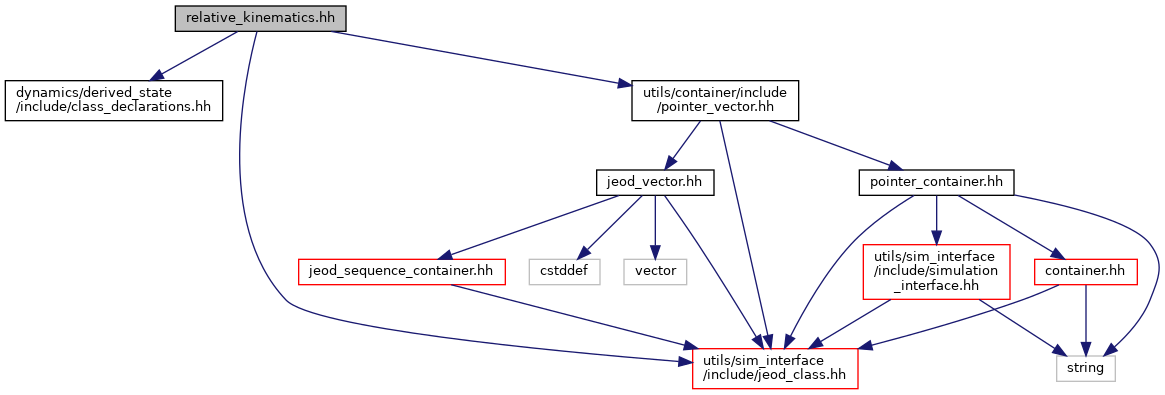 relative_kinematics.hh
dynamics/derived_state
/include/class_declarations.hh
utils/container/include
/pointer_vector.hh
jeod_vector.hh
pointer_container.hh
jeod_sequence_container.hh
cstddef
vector
utils/sim_interface
/include/simulation
_interface.hh
container.hh
utils/sim_interface
/include/jeod_class.hh
string